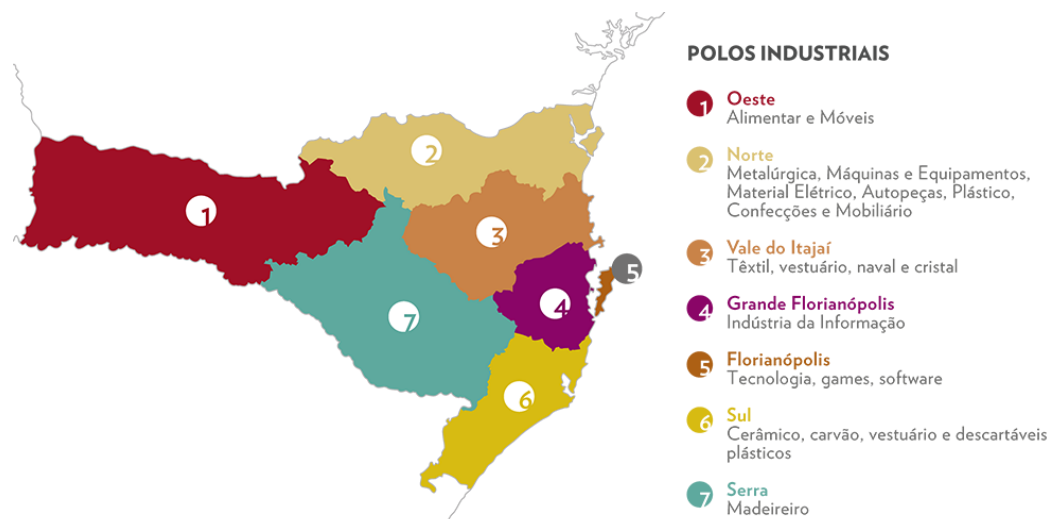 POLOS INDUSTRIAIS
1
Oeste
Alimentar e Móveis
2
Norte
Metalúrgica, Máquinas e Equipamentos,
Material Elétrico, Autopeças, Plástico,
Confecções e Mobiliário
3
Vale do Itajaí
Têxtil, vestuário, naval e cristal
4
Grande Florianópolis
Indústria da Informação
5
Florianópolis
Tecnologia, games, software
6
Sul
Cerâmico, carvão, vestuário e descartáveis
plásticos
7
Serra
Madeireiro
2
1
3
5
4
7
6